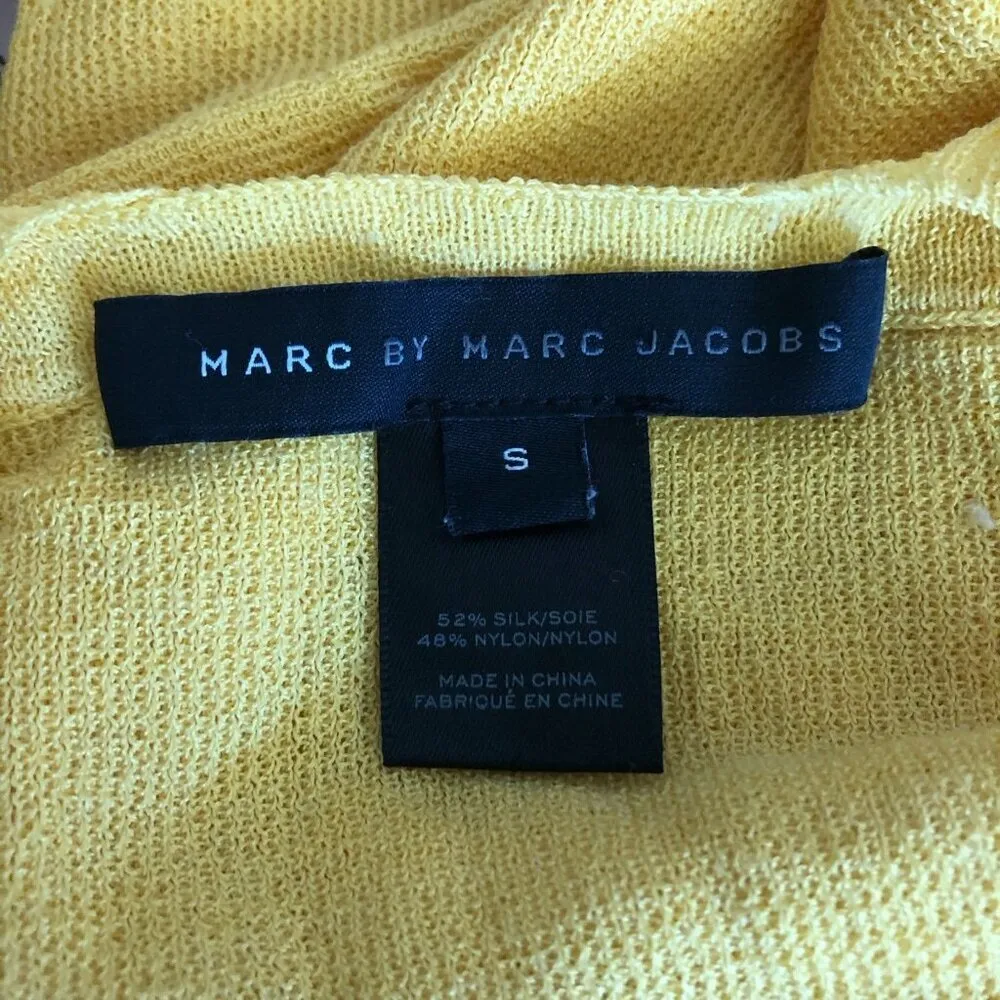 MARC BY MARC JACOBS
S
52% SILK/SOIE
48% NYLON/NYLON
MADE IN CHINA
FABRIQUÉ EN CHINE